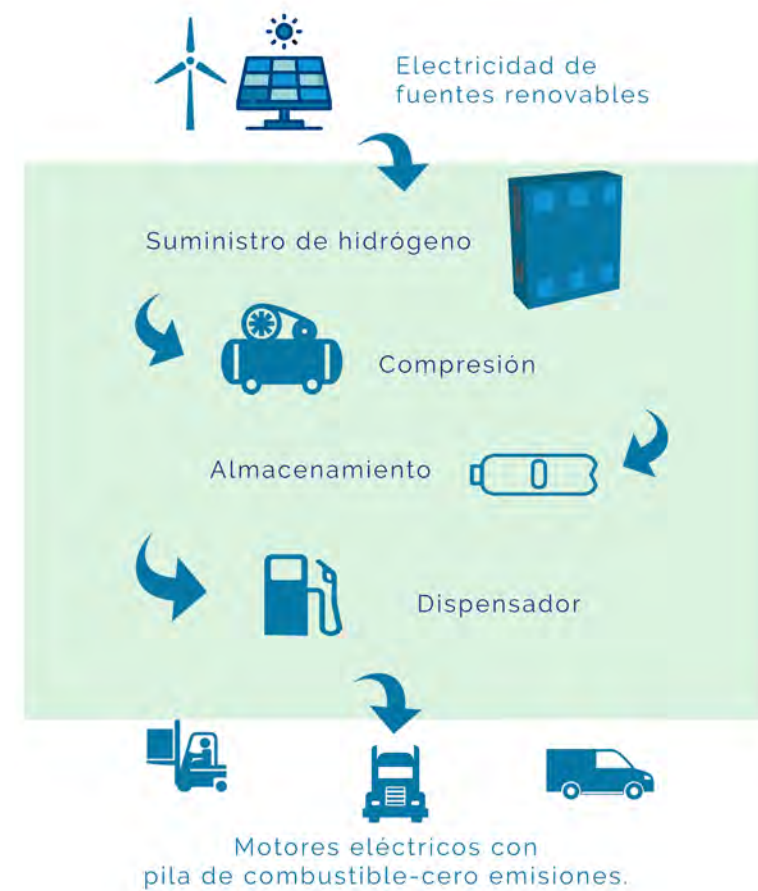 Electricidad de
fuentes renovables
Suministro de hidrógeno
Compresión
Almacenamiento
Dispensador
Motores eléctricos con
pila de combustible-cero emisiones.